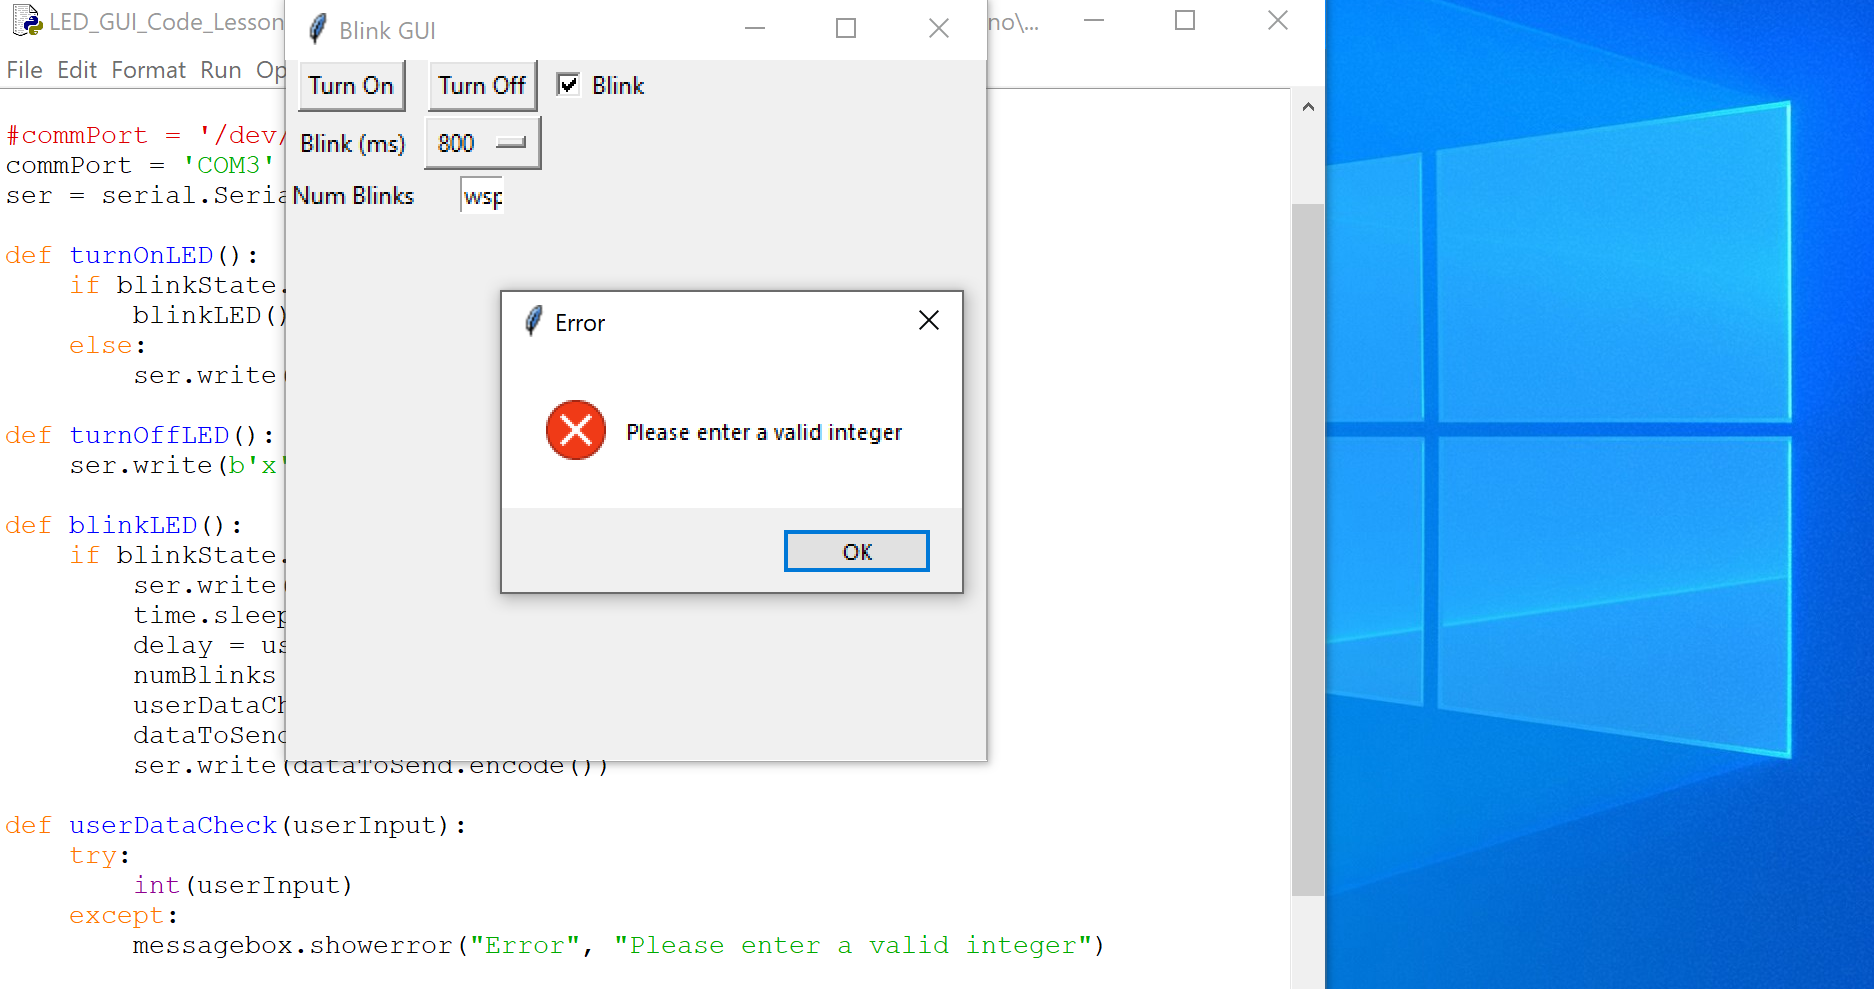 LED_GUI_Code_Lesson
no\...
File Edit Format Run Op
#commPort = '/dev/
commPort = 'COM3'
ser = serial.Seria
def turnOnLED():
if blinkState.
blinkLED()
else:
ser.write(
def turnOffLED():
ser.write(b'x'
def blinkLED():
if blinkState.
ser.write(
time.sleep
delay = us
numBlinks
userDataCh
dataToSend
ser.write(dataToSend.encode())
def userDataCheck(userInput):
try:
int(userInput)
except:
messagebox.showerror("Error", "Please enter a valid integer")
Blink GUI
Turn On Turn Off Blink
Blink (ms) 800
Num Blinks wsp
Error
Please enter a valid integer
OK